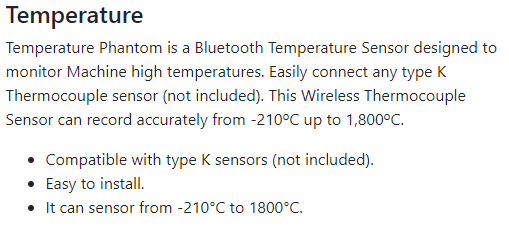 Temperature
Temperature Phantom is a Bluetooth Temperature Sensor designed to
monitor Machine high temperatures. Easily connect any type K
Thermocouple sensor (not included). This Wireless Thermocouple
Sensor can record accurately from -210ºC up to 1,800ºC.
• Compatible with type K sensors (not included).
• Easy to install.
• It can sensor from -210°C to 1800°C.